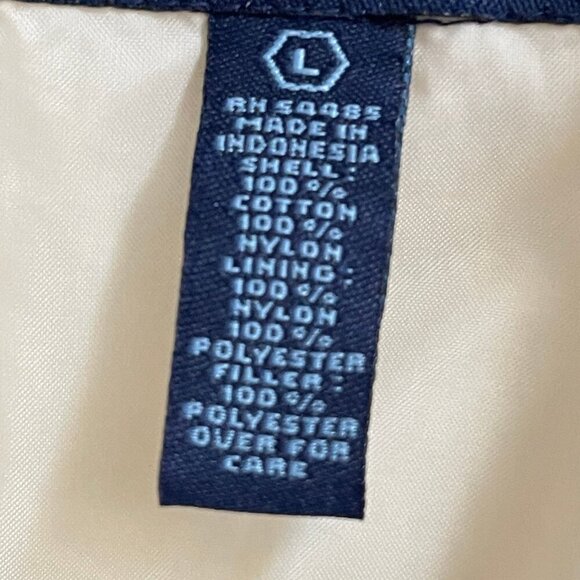 L
RN 54485
MADE IN
INDONESIA
SHELL:
100%
COTTON
100%
NYLON
LINING:
100%
NYLON
100%
POLYESTER
FILLER:
100%
POLYESTER
OVER FOR
CARE